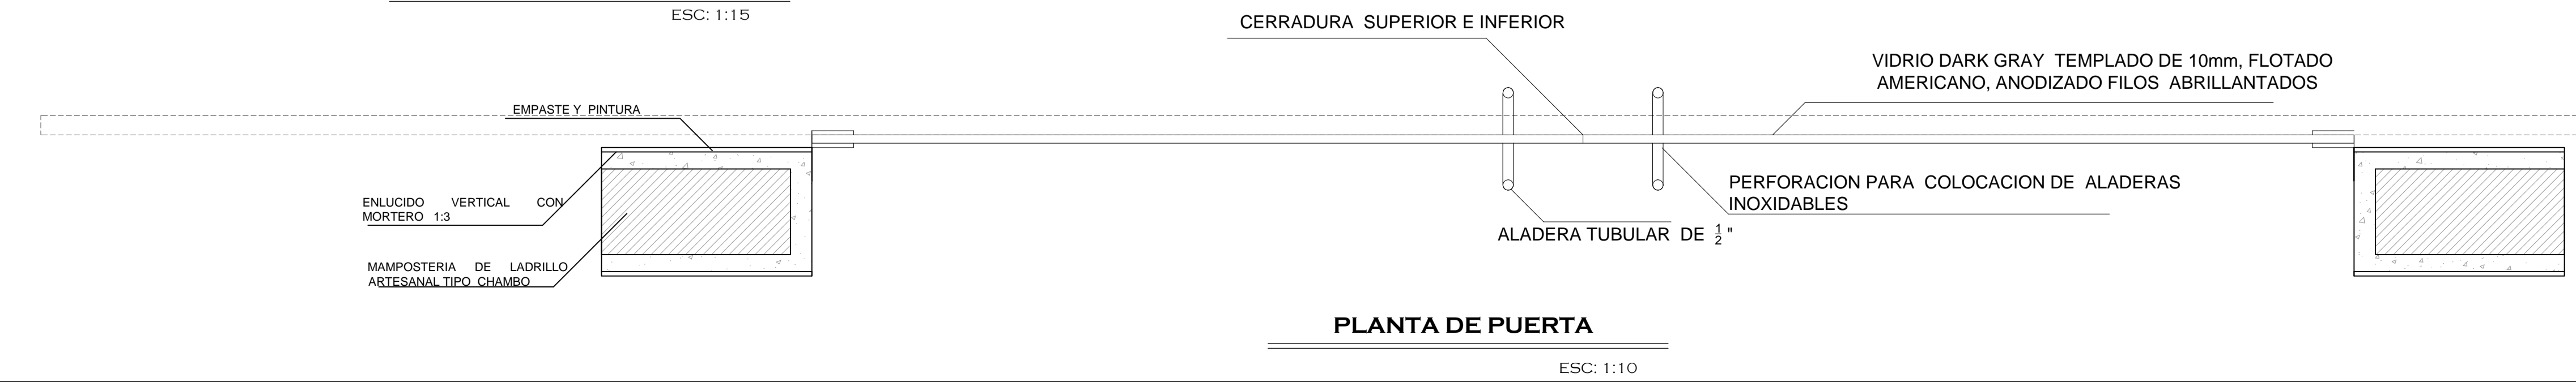 ESC: 1:15
CERRADURA SUPERIOR E INFERIOR
VIDRIO DARK GRAY TEMPLADO DE 10mm, FLOTADO
AMERICANO, ANODIZADO FILOS ABRILLANTADOS
EMPASTE Y PINTURA
ENLUCIDO VERTICAL CON
MORTERO 1:3
PERFORACION PARA COLOCACION DE ALADERAS
INOXIDABLES
ALADERA TUBULAR DE 1/2 "
MAMPOSTERIA DE LADRILLO
ARTESANAL TIPO CHAMBO
PLANTA DE PUERTA
ESC: 1:10